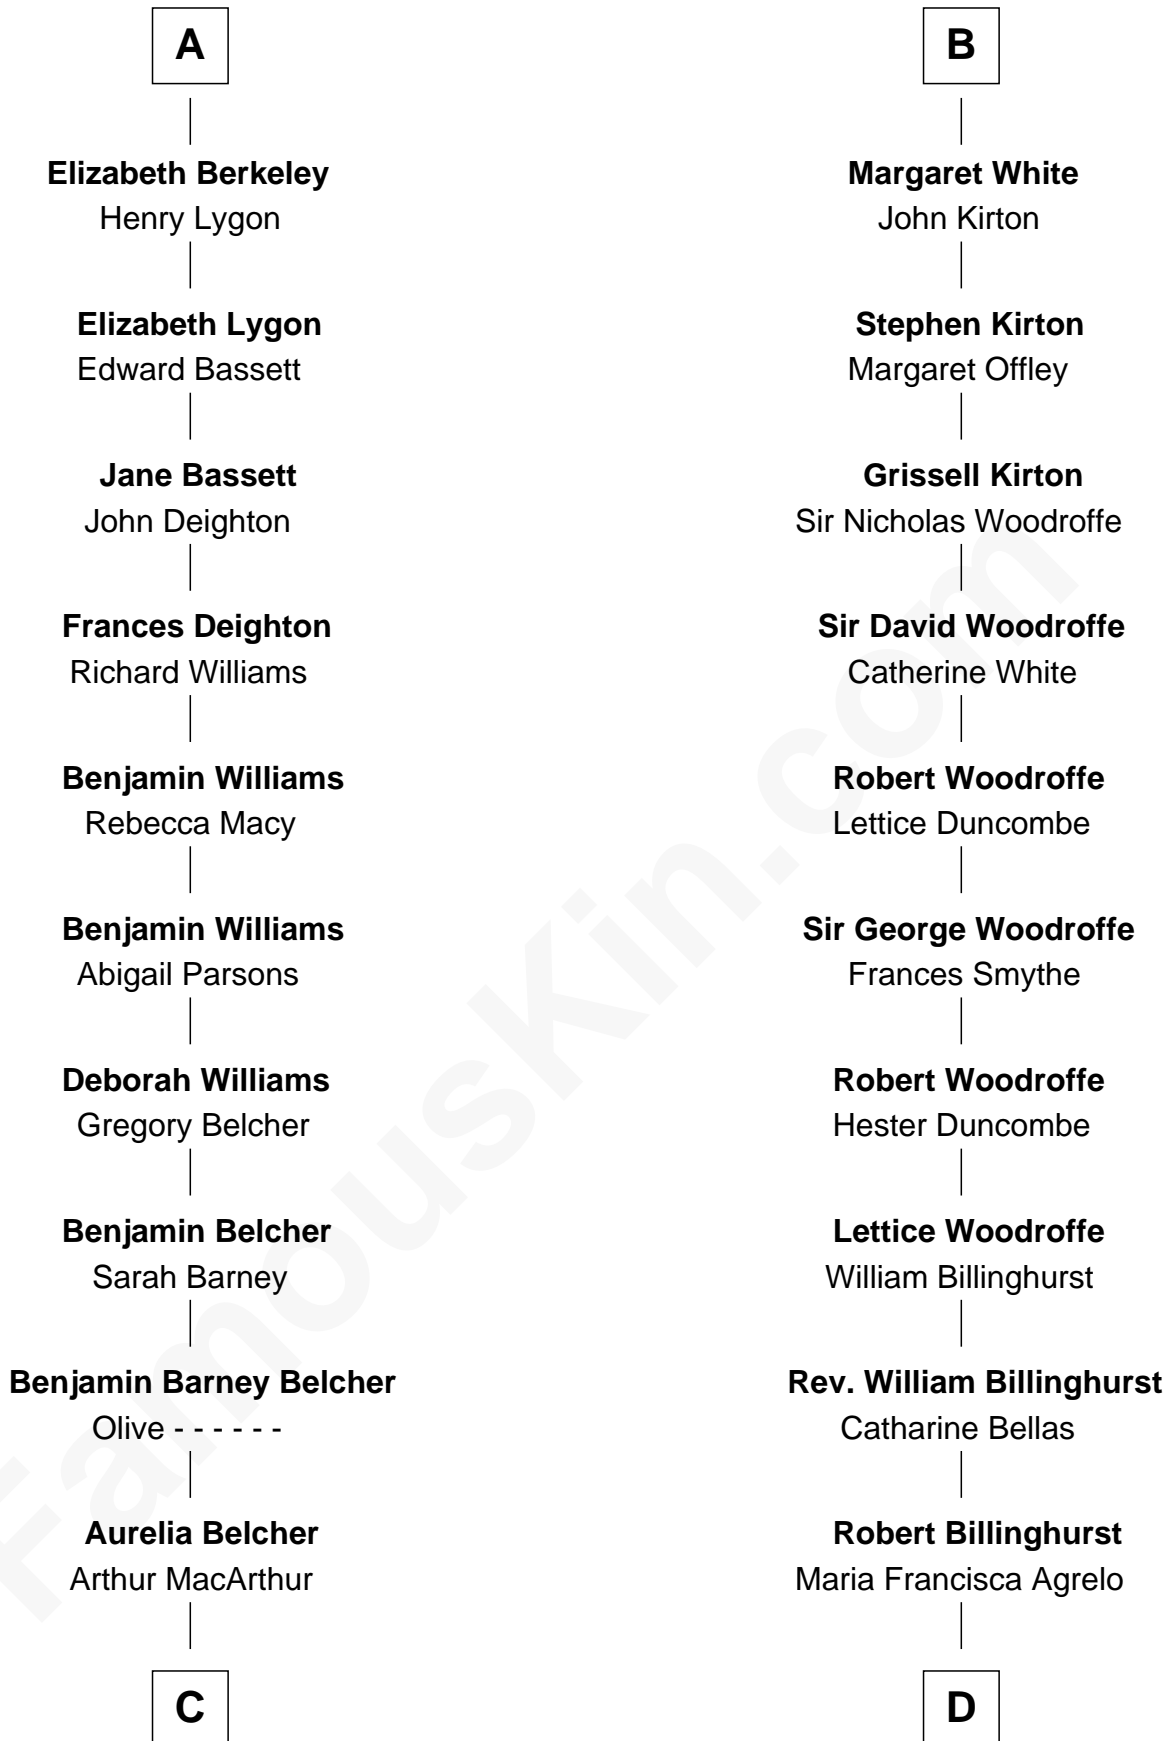 A
Elizabeth Berkeley
Henry Lygon
Elizabeth Lygon
Edward Bassett
Jane Bassett
John Deighton
Frances Deighton
Richard Williams
Benjamin Williams
Rebecca Macy
Benjamin Williams
Abigail Parsons
Deborah Williams
Gregory Belcher
Benjamin Belcher
Sarah Barney
Benjamin Barney Belcher
Olive - - - - - -
Aurelia Belcher
Arthur MacArthur
C
B
Margaret White
John Kirton
Stephen Kirton
Margaret Offley
Grissell Kirton
Sir Nicholas Woodroffe
Sir David Woodroffe
Catherine White
Robert Woodroffe
Lettice Duncombe
Sir George Woodroffe
Frances Smythe
Robert Woodroffe
Hester Duncombe
Lettice Woodroffe
William Billinghurst
Rev. William Billinghurst
Catharine Bellas
Robert Billinghurst
Maria Francisca Agrelo
D
FamousKin.com